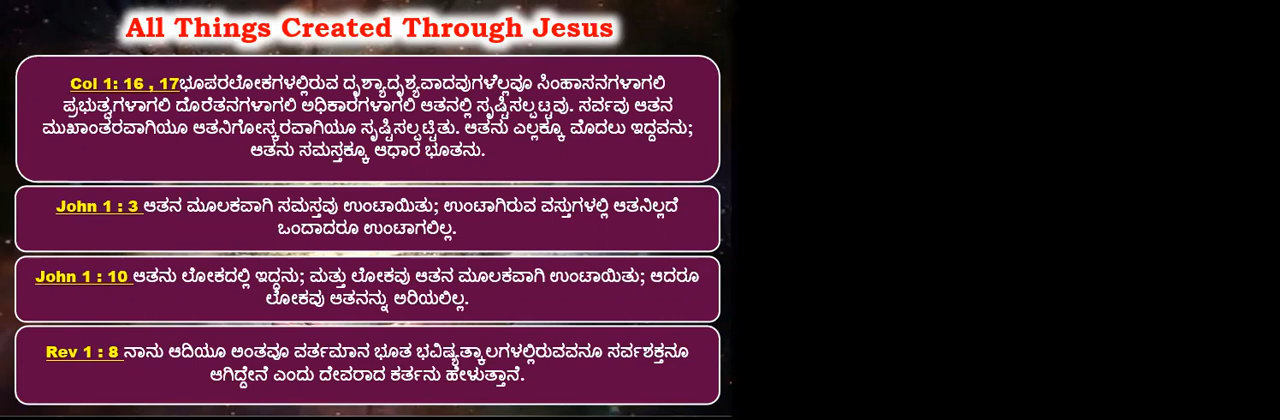 All Things Created Through Jesus
Col 1: 16 , 17ಭೂಪರಲೋಕಗಳಲ್ಲಿರುವ ದೃಶ್ಯಾದೃಶ್ಯವಾದವುಗಳೆಲ್ಲವೂ ಸಿಂಹಾಸನಗಳಾಗಲಿ
ಪ್ರಭುತ್ವಗಳಾಗಲಿ ದೊರೆತನಗಳಾಗಲಿ ಅಧಿಕಾರಗಳಾಗಲಿ ಆತನಲ್ಲಿ ಸೃಷ್ಟಿಸಲ್ಪಟ್ಟವು. ಸರ್ವವು ಆತನ
ಮುಖಾಂತರವಾಗಿಯೂ ಆತನಿಗೋಸ್ಕರವಾಗಿಯೂ ಸೃಷ್ಟಿಸಲ್ಪಟ್ಟಿತು. ಆತನು ಎಲ್ಲಕ್ಕೂ ಮೊದಲು ಇದ್ದವನು;
ಆತನು ಸಮಸ್ತಕ್ಕೂ ಆಧಾರ ಭೂತನು.
John 1 : 3 ಆತನ ಮೂಲಕವಾಗಿ ಸಮಸ್ತವು ಉಂಟಾಯಿತು; ಉಂಟಾಗಿರುವ ವಸ್ತುಗಳಲ್ಲಿ ಆತನಿಲ್ಲದೆ
ಒಂದಾದರೂ ಉಂಟಾಗಲಿಲ್ಲ.
John 1 : 10 ಆತನು ಲೋಕದಲ್ಲಿ ಇದ್ದನು; ಮತ್ತು ಲೋಕವು ಆತನ ಮೂಲಕವಾಗಿ ಉಂಟಾಯಿತು; ಆದರೂ
ಲೋಕವು ಆತನನ್ನು ಅರಿಯಲಿಲ್ಲ.
Rev 1 : 8 ನಾನು ಆದಿಯೂ ಅಂತವೂ ವರ್ತಮಾನ ಭೂತ ಭವಿಷ್ಯತ್ಕಾಲಗಳಲ್ಲಿರುವವನೂ ಸರ್ವಶಕ್ತನೂ
ಆಗಿದ್ದೇನೆ ಎಂದು ದೇವರಾದ ಕರ್ತನು ಹೇಳುತ್ತಾನೆ.